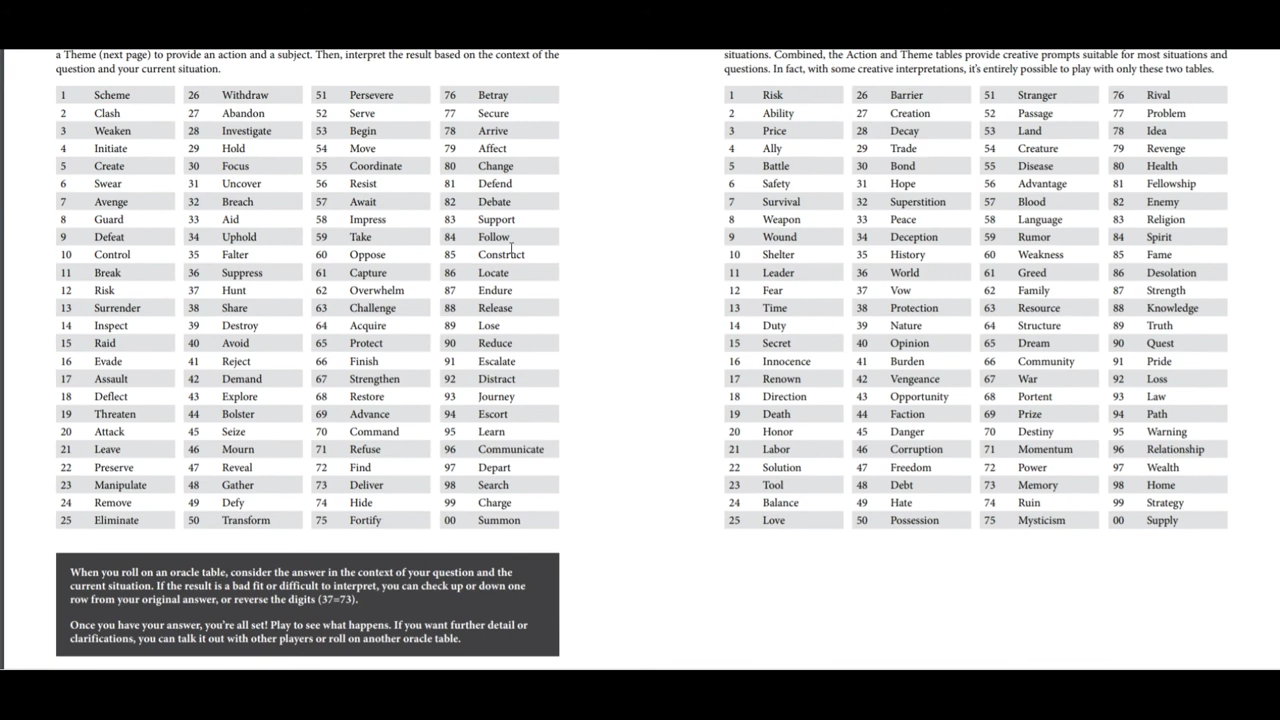 a Theme (next page) to provide an action and a subject. Then, interpret the result based on the context of the
question and your current situation.
1 Scheme 26 Withdraw 51 Persevere 76 Betray
2 Clash 27 Abandon 52 Serve 77 Secure
3 Weaken 28 Investigate 53 Begin 78 Arrive
4 Initiate 29 Hold 54 Move 79 Affect
5 Create 30 Focus 55 Coordinate 80 Change
6 Swear 31 Uncover 56 Resist 81 Defend
7 Avenge 32 Breach 57 Await 82 Debate
8 Guard 33 Aid 58 Impress 83 Support
9 Defeat 34 Uphold 59 Take 84 Follow
10 Control 35 Falter 60 Oppose 85 Construct
11 Break 36 Suppress 61 Capture 86 Locate
12 Risk 37 Hunt 62 Overwhelm 87 Endure
13 Surrender 38 Share 63 Challenge 88 Release
14 Inspect 39 Destroy 64 Acquire 89 Lose
15 Raid 40 Avoid 65 Protect 90 Reduce
16 Evade 41 Reject 66 Finish 91 Escalate
17 Assault 42 Demand 67 Strengthen 92 Distract
18 Deflect 43 Explore 68 Restore 93 Journey
19 Threaten 44 Bolster 69 Advance 94 Escort
20 Attack 45 Seize 70 Command 95 Learn
21 Leave 46 Mourn 71 Refuse 96 Communicate
22 Preserve 47 Reveal 72 Find 97 Depart
23 Manipulate 48 Gather 73 Deliver 98 Search
24 Remove 49 Defy 74 Hide 99 Charge
25 Eliminate 50 Transform 75 Fortify 00 Summon
When you roll on an oracle table, consider the answer in the context of your question and the
current situation. If the result is a bad fit or difficult to interpret, you can check up or down one
row from your original answer, or reverse the digits (37=73).
Once you have your answer, you're all set! Play to see what happens. If you want further detail or
clarifications, you can talk it out with other players or roll on another oracle table.
situations. Combined, the Action and Theme tables provide creative prompts suitable for most situations and
questions. In fact, with some creative interpretations, it's entirely possible to play with only these two tables.
1 Risk 26 Barrier 51 Stranger 76 Rival
2 Ability 27 Creation 52 Passage 77 Problem
3 Price 28 Decay 53 Land 78 Idea
4 Ally 29 Trade 54 Creature 79 Revenge
5 Battle 30 Bond 55 Disease 80 Health
6 Safety 31 Hope 56 Advantage 81 Fellowship
7 Survival 32 Superstition 57 Blood 82 Enemy
8 Weapon 33 Peace 58 Language 83 Religion
9 Wound 34 Deception 59 Rumor 84 Spirit
10 Shelter 35 History 60 Weakness 85 Fame
11 Leader 36 World 61 Greed 86 Desolation
12 Fear 37 Vow 62 Family 87 Strength
13 Time 38 Protection 63 Resource 88 Knowledge
14 Duty 39 Nature 64 Structure 89 Truth
15 Secret 40 Opinion 65 Dream 90 Quest
16 Innocence 41 Burden 66 Community 91 Pride
17 Renown 42 Vengeance 67 War 92 Loss
18 Direction 43 Opportunity 68 Portent 93 Law
19 Death 44 Faction 69 Prize 94 Path
20 Honor 45 Danger 70 Destiny 95 Warning
21 Labor 46 Corruption 71 Momentum 96 Relationship
22 Solution 47 Freedom 72 Power 97 Wealth
23 Tool 48 Debt 73 Memory 98 Home
24 Balance 49 Hate 74 Ruin 99 Strategy
25 Love 50 Possession 75 Mysticism 00 Supply